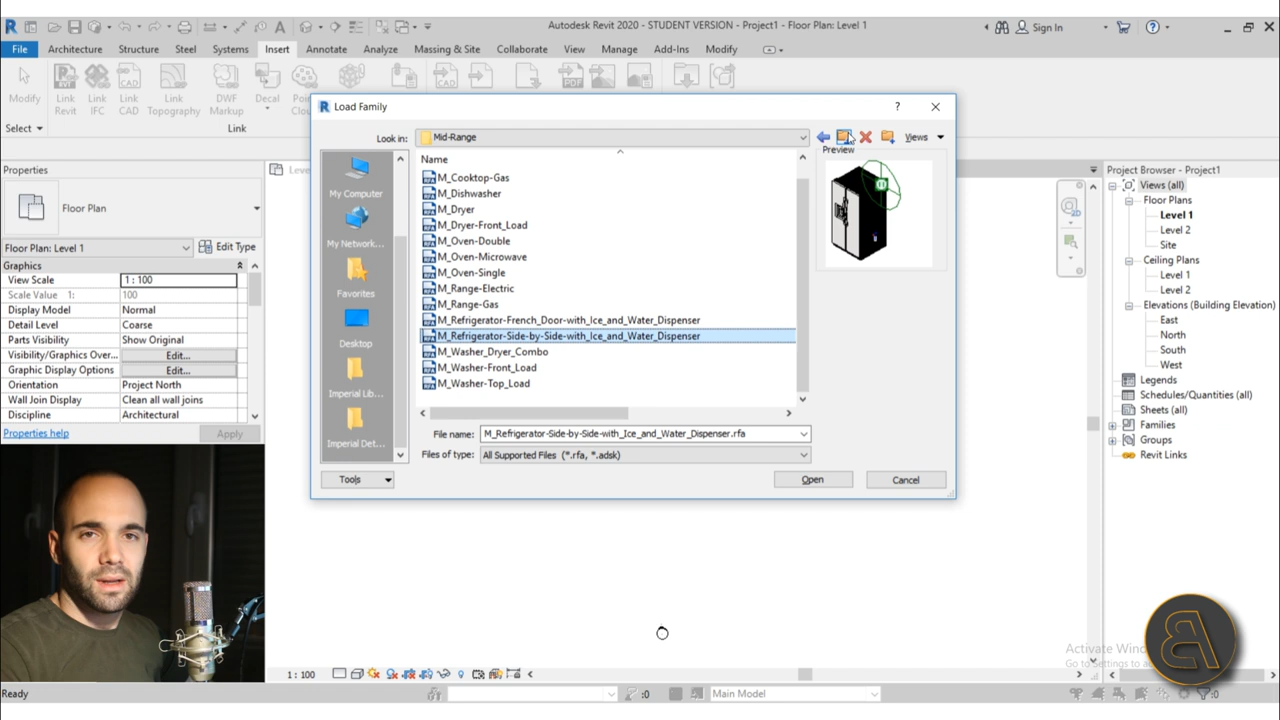 Autodesk Revit 2020 - STUDENT VERSION - Project1 - Floor Plan: Level 1
Sign In
File
Architecture
Structure
Steel
Systems
Insert
Annotate
Analyze
Massing & Site
Collaborate
View
Manage
Add-Ins
Modify
Modify
Link
Revit
Link
IFC
Link
CAD
Link
Topography
DWF
Markup
Decal
Select
Link
Load Family
Look in:
Mid-Range
Views
Preview
My Computer
My Network...
Favorites
Desktop
Imperial Lib...
Imperial Det...
Name
M_Cooktop-Gas
M_Dishwasher
M_Dryer
M_Dryer-Front_Load
M_Oven-Double
M_Oven-Microwave
M_Oven-Single
M_Range-Electric
M_Range-Gas
M_Refrigerator-French_Door-with_Ice_and_Water_Dispenser
M_Refrigerator-Side-by-Side-with_Ice_and_Water_Dispenser
M_Washer_Dryer_Combo
M_Washer-Front_Load
M_Washer-Top_Load
File name:
M_Refrigerator-Side-by-Side-with_Ice_and_Water_Dispenser.rfa
Files of type:
All Supported Files (*.rfa, *.adsk)
Tools
Open
Cancel
Properties
Floor Plan
Floor Plan: Level 1
Edit Type
Graphics
View Scale
1 : 100
Scale Value 1:
100
Display Model
Normal
Detail Level
Coarse
Parts Visibility
Show Original
Visibility/Graphics Over...
Edit...
Graphic Display Options
Edit...
Orientation
Project North
Wall Join Display
Clean all wall joins
Discipline
Architectural
Properties help
Apply
Project Browser - Project1
Views (all)
Floor Plans
Level 1
Level 2
Site
Ceiling Plans
Level 1
Level 2
Elevations (Building Elevation)
East
North
South
West
Legends
Schedules/Quantities (all)
Sheets (all)
Families
Groups
Revit Links
1 : 100
Ready
:0
Main Model
:0